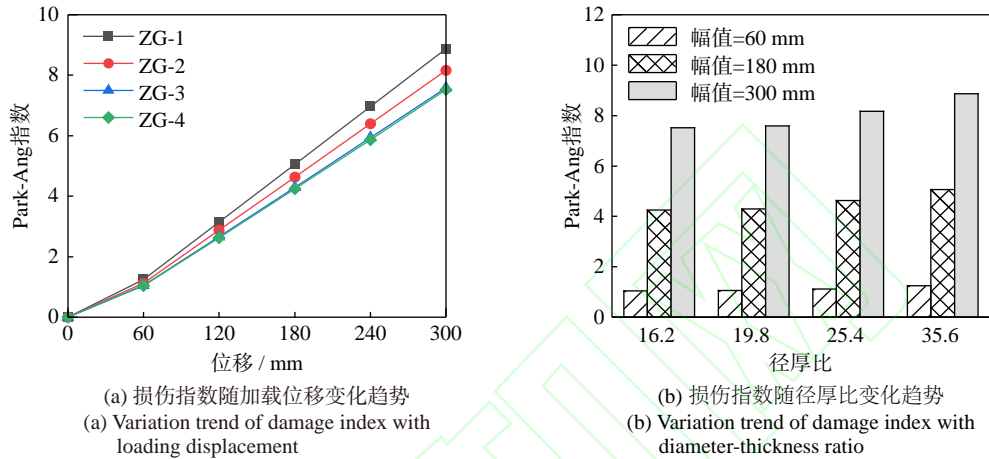 10
8
6
4
2
0
Park-Ang指数
ZG-1
ZG-2
ZG-3
ZG-4
0 60 120 180 240 300
位移 / mm
(a) 损伤指数随加载位移变化趋势
(a) Variation trend of damage index with
loading displacement
12
10
8
6
4
2
0
Park-Ang指数
幅值=60 mm
幅值=180 mm
幅值=300 mm
16.2 19.8 25.4 35.6
径厚比
(b) 损伤指数随径厚比变化趋势
(b) Variation trend of damage index with
diameter-thickness ratio